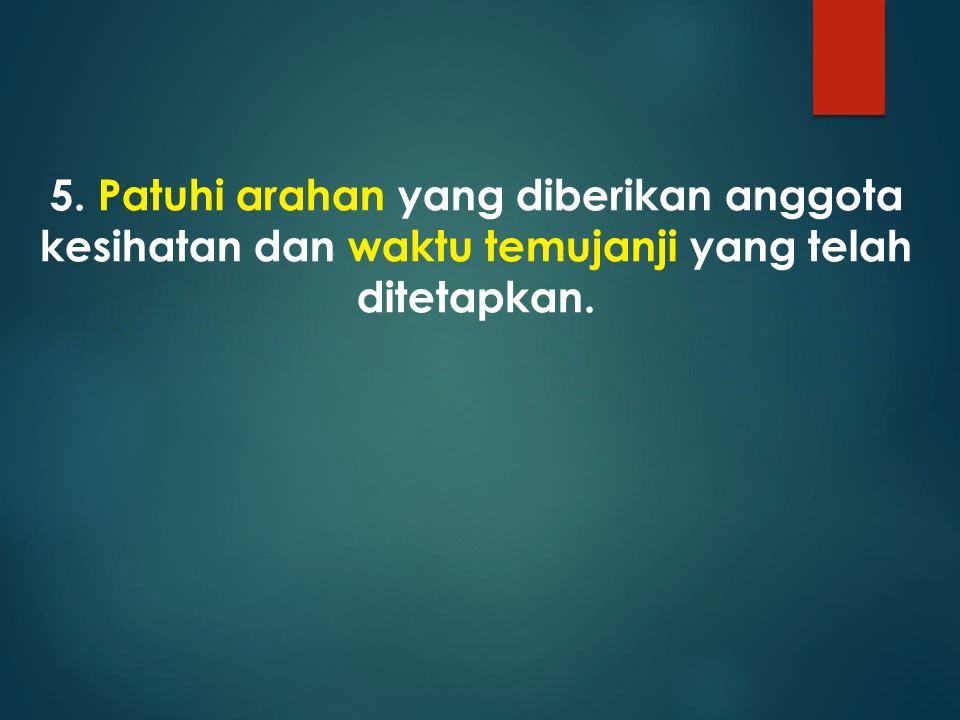 5. Patuhi arahan yang diberikan anggota
kesihatan dan waktu temujanji yang telah
ditetapkan.